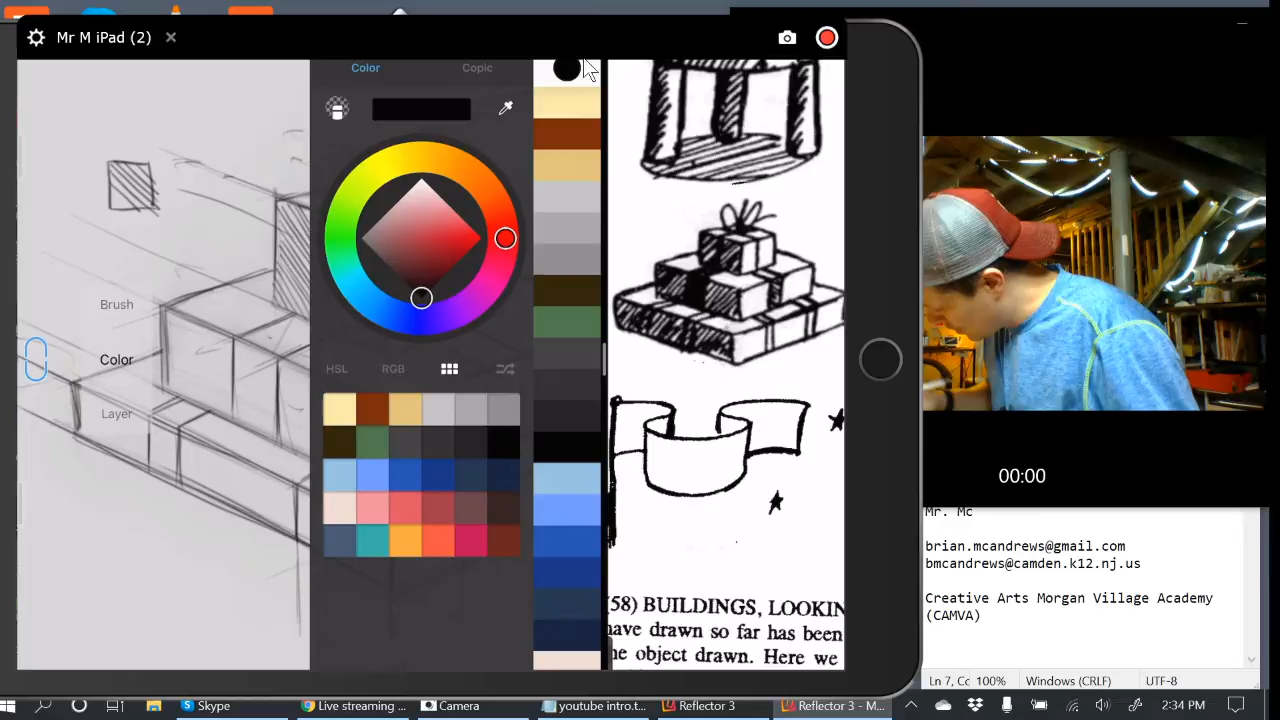 Mr M iPad (2)
Color
Copic
HSL
RGB
Brush
Color
Layer
(58) BUILDINGS, LOOKIN
have drawn so far has been
he object drawn. Here we
00:00
Mr. Mc
brian.mcandrews@gmail.com
bmcandrews@camden.k12.nj.us
Creative Arts Morgan Village Academy
(CAMVA)
Ln 7, Cc 100% Windows (CRLF) UTF-8
Skype
Live streaming ...
Camera
youtube intro.t...
Reflector 3
Reflector 3 - M...
2:34 PM